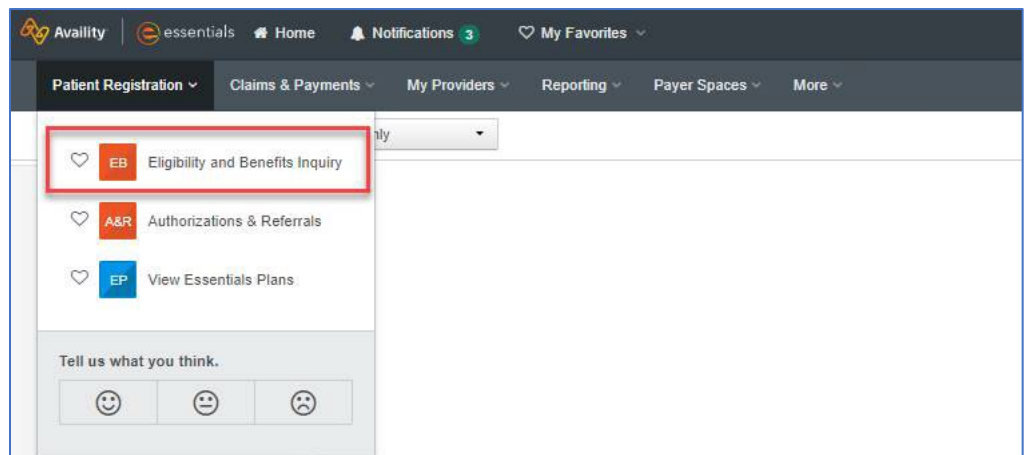 Availity essentials Home Notifications 3 My Favorites
Patient Registration Claims & Payments My Providers Reporting Payer Spaces More
nly
EB Eligibility and Benefits Inquiry
A&R Authorizations & Referrals
EP View Essentials Plans
Tell us what you think.